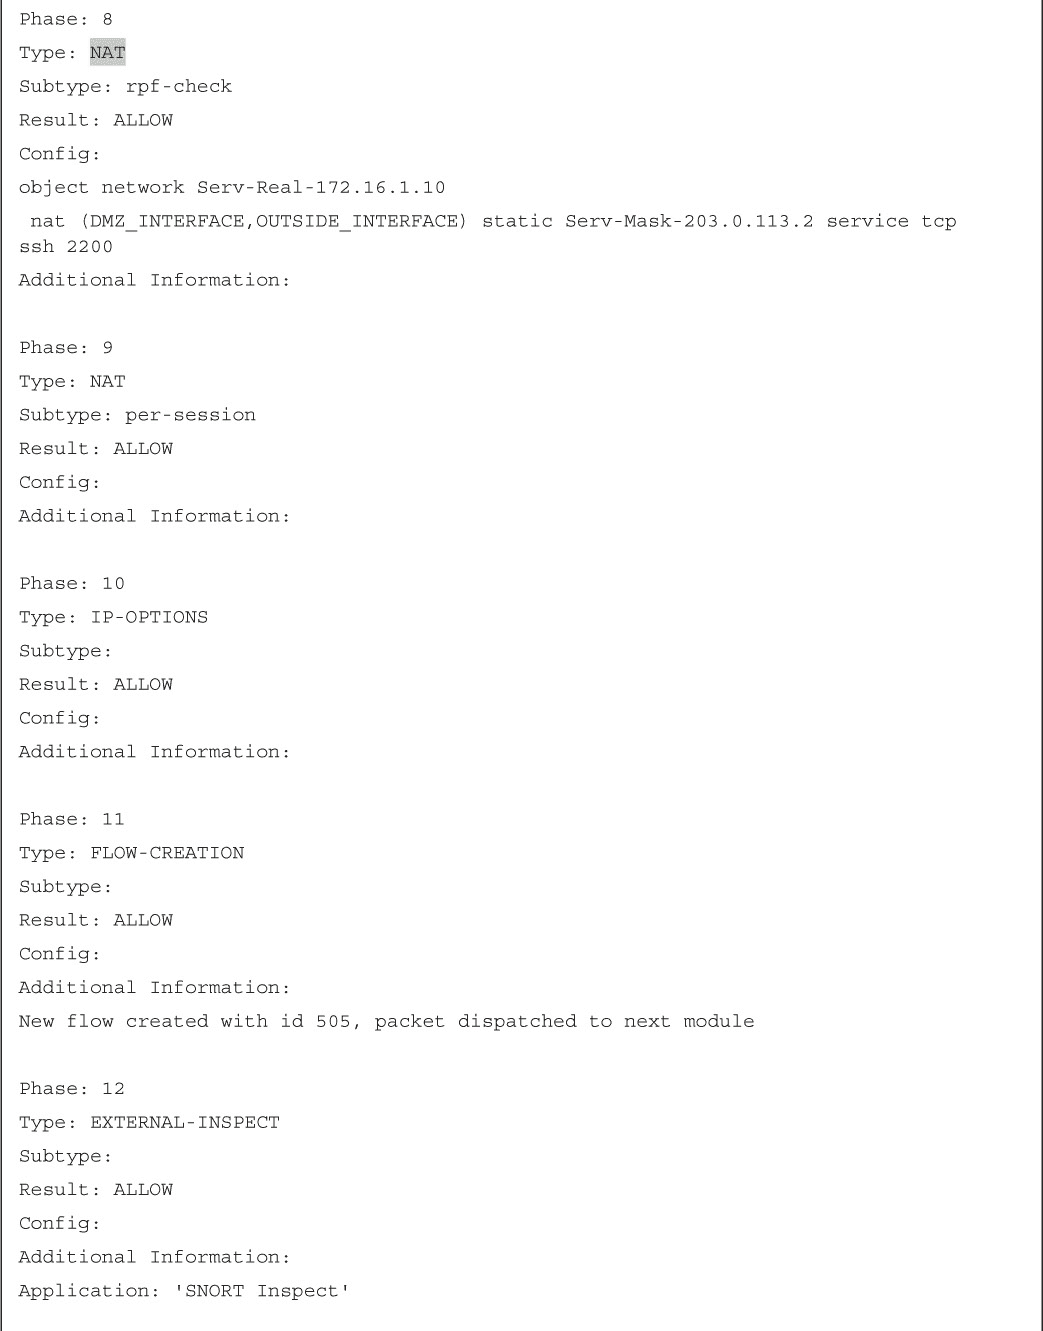 Phase: 8
Type: NAT
Subtype: rpf-check
Result: ALLOW
Config:
object network Serv-Real-172.16.1.10
 nat (DMZ_INTERFACE,OUTSIDE_INTERFACE) static Serv-Mask-203.0.113.2 service tcp
ssh 2200
Additional Information:

Phase: 9
Type: NAT
Subtype: per-session
Result: ALLOW
Config:
Additional Information:

Phase: 10
Type: IP-OPTIONS
Subtype:
Result: ALLOW
Config:
Additional Information:

Phase: 11
Type: FLOW-CREATION
Subtype:
Result: ALLOW
Config:
Additional Information:
New flow created with id 505, packet dispatched to next module

Phase: 12
Type: EXTERNAL-INSPECT
Subtype:
Result: ALLOW
Config:
Additional Information:
Application: 'SNORT Inspect'